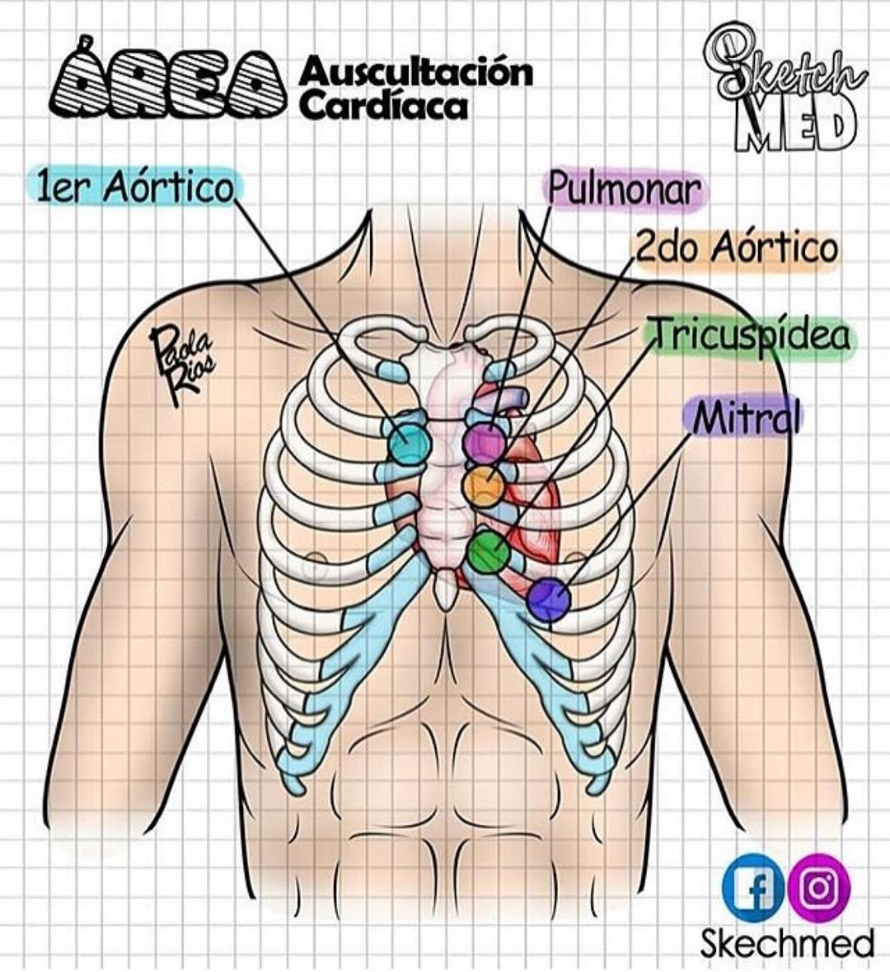 ÁREA Auscultación
Cardíaca
Sketch
MED
1er Aórtico
Pulmonar
2do Aórtico
Tricuspídea
Mitral
Paola
Rios
Skechmed